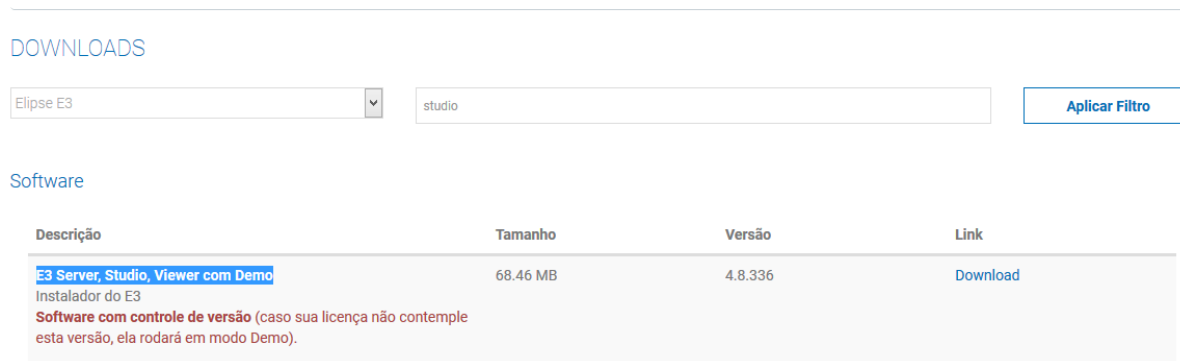 DOWNLOADS
Elipse E3
studio
Aplicar Filtro
Software
Descrição Tamanho Versão Link
E3 Server, Studio, Viewer com Demo 68.46 MB 4.8.336 Download
Instalador do E3
Software com controle de versão (caso sua licença não contemple
esta versão, ela rodará em modo Demo).